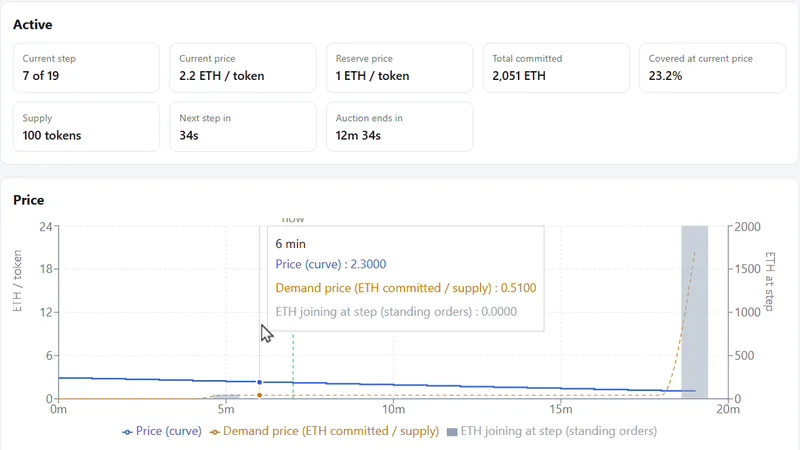 Active
Current step
7 of 19
Current price
2.2 ETH / token
Reserve price
1 ETH / token
Total committed
2,051 ETH
Covered at current price
23.2%
Supply
100 tokens
Next step in
34s
Auction ends in
12m 34s
Price
now
24
18
12
6
0
ETH / token
6 min
Price (curve) : 2.3000
Demand price (ETH committed / supply) : 0.5100
ETH joining at step (standing orders) : 0.0000
2000
1500
1000
500
0
ETH at step
0m
5m
10m
15m
20m
Price (curve)
Demand price (ETH committed / supply)
ETH joining at step (standing orders)